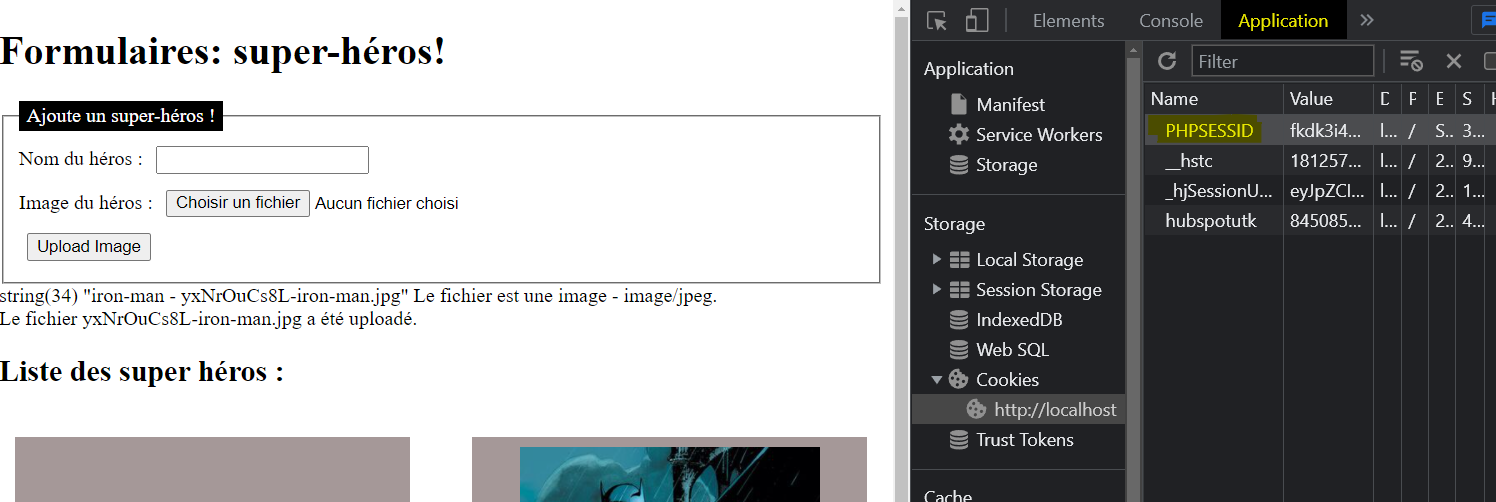 Formulaires: super-héros!
Ajoute un super-héros !
Nom du héros :
Image du héros : Choisir un fichier Aucun fichier choisi
Upload Image
string(34) "iron-man - yxNrOuCs8L-iron-man.jpg" Le fichier est une image - image/jpeg.
Le fichier yxNrOuCs8L-iron-man.jpg a été uploadé.
Liste des super héros :
Elements Console Application »
Application
Manifest
Service Workers
Storage
Storage
Local Storage
Session Storage
IndexedDB
Web SQL
Cookies
http://localhost
Trust Tokens
Cache
Filter
Name Value D P E S
PHPSESSID fkdk3i4... l... / S... 3...
__hstc 181257... l... / 2... 9...
_hjSessionU... eyJpZCI... l... / 2... 1...
hubspotutk 845085... l... / 2... 4...